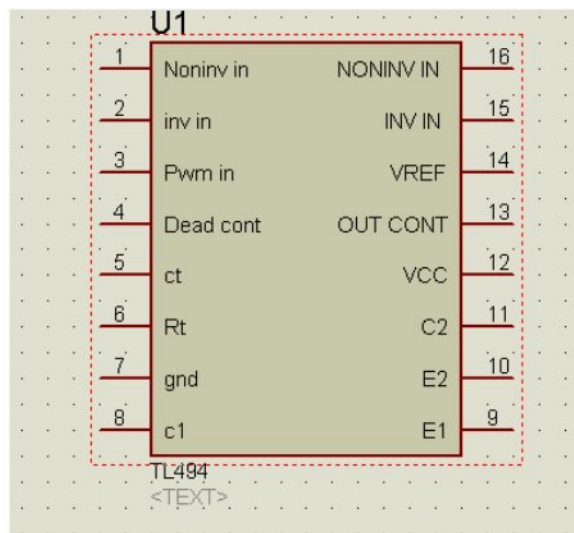 U1
1 Noninv in NONINV IN 16
2 inv in INV IN 15
3 Pwm in VREF 14
4 Dead cont OUT CONT 13
5 ct VCC 12
6 Rt C2 11
7 gnd E2 10
8 c1 E1 9
TL494
<TEXT>